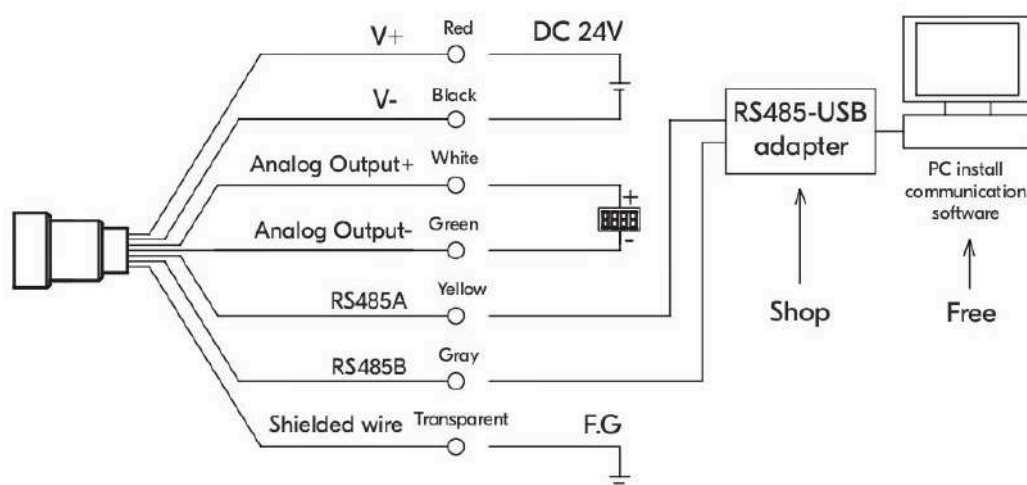 V+ Red DC 24V
V- Black
Analog Output+ White
+
Analog Output- Green
-
RS485A Yellow
RS485B Gray
Shielded wire Transparent F.G
RS485-USB
adapter
Shop
PC install
communication
software
Free